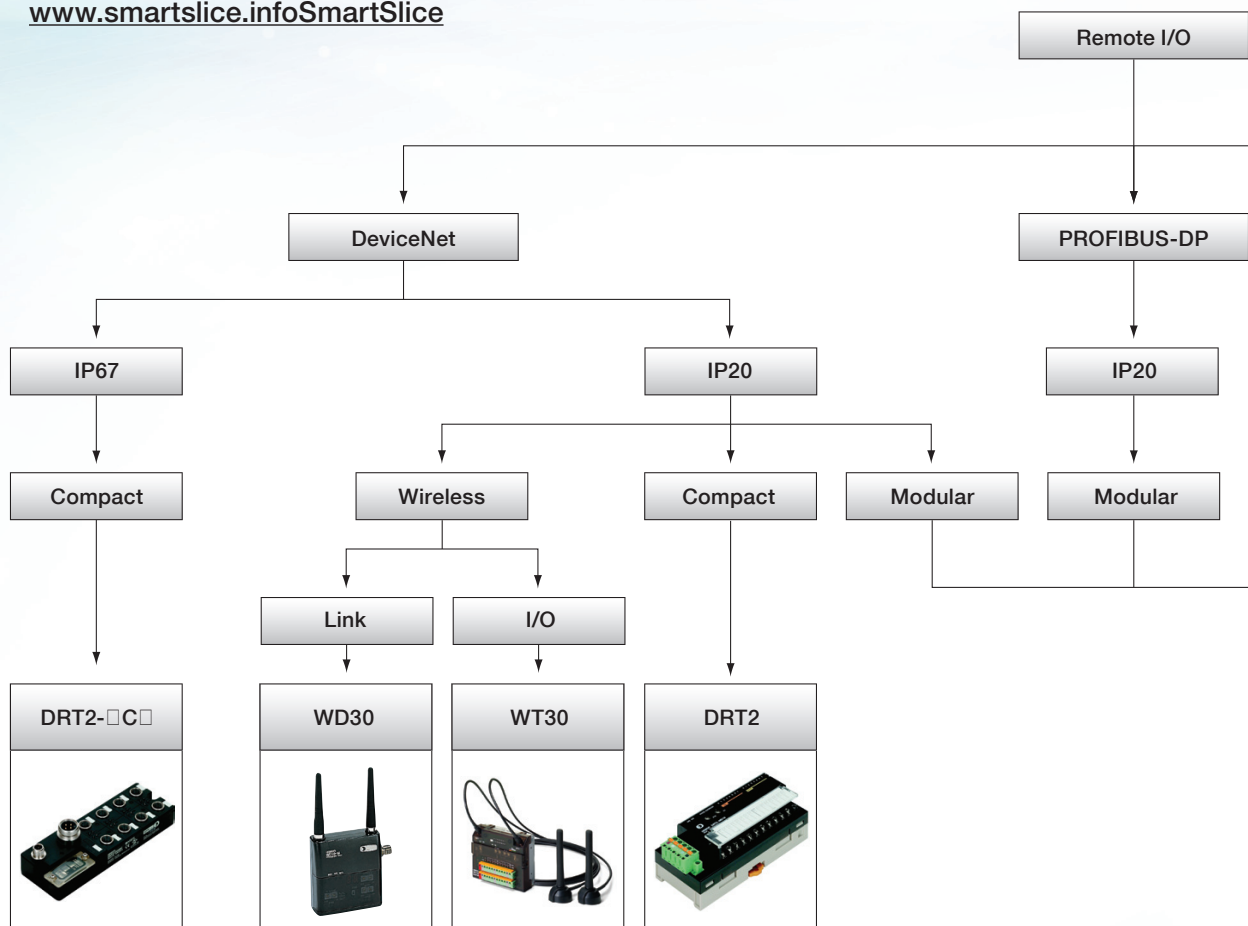 www.smartslice.infoSmartSlice
Remote I/O
DeviceNet
PROFIBUS-DP
IP67
IP20
IP20
Compact
Wireless
Compact
Modular
Modular
Link
I/O
DRT2-□C□
WD30
WT30
DRT2